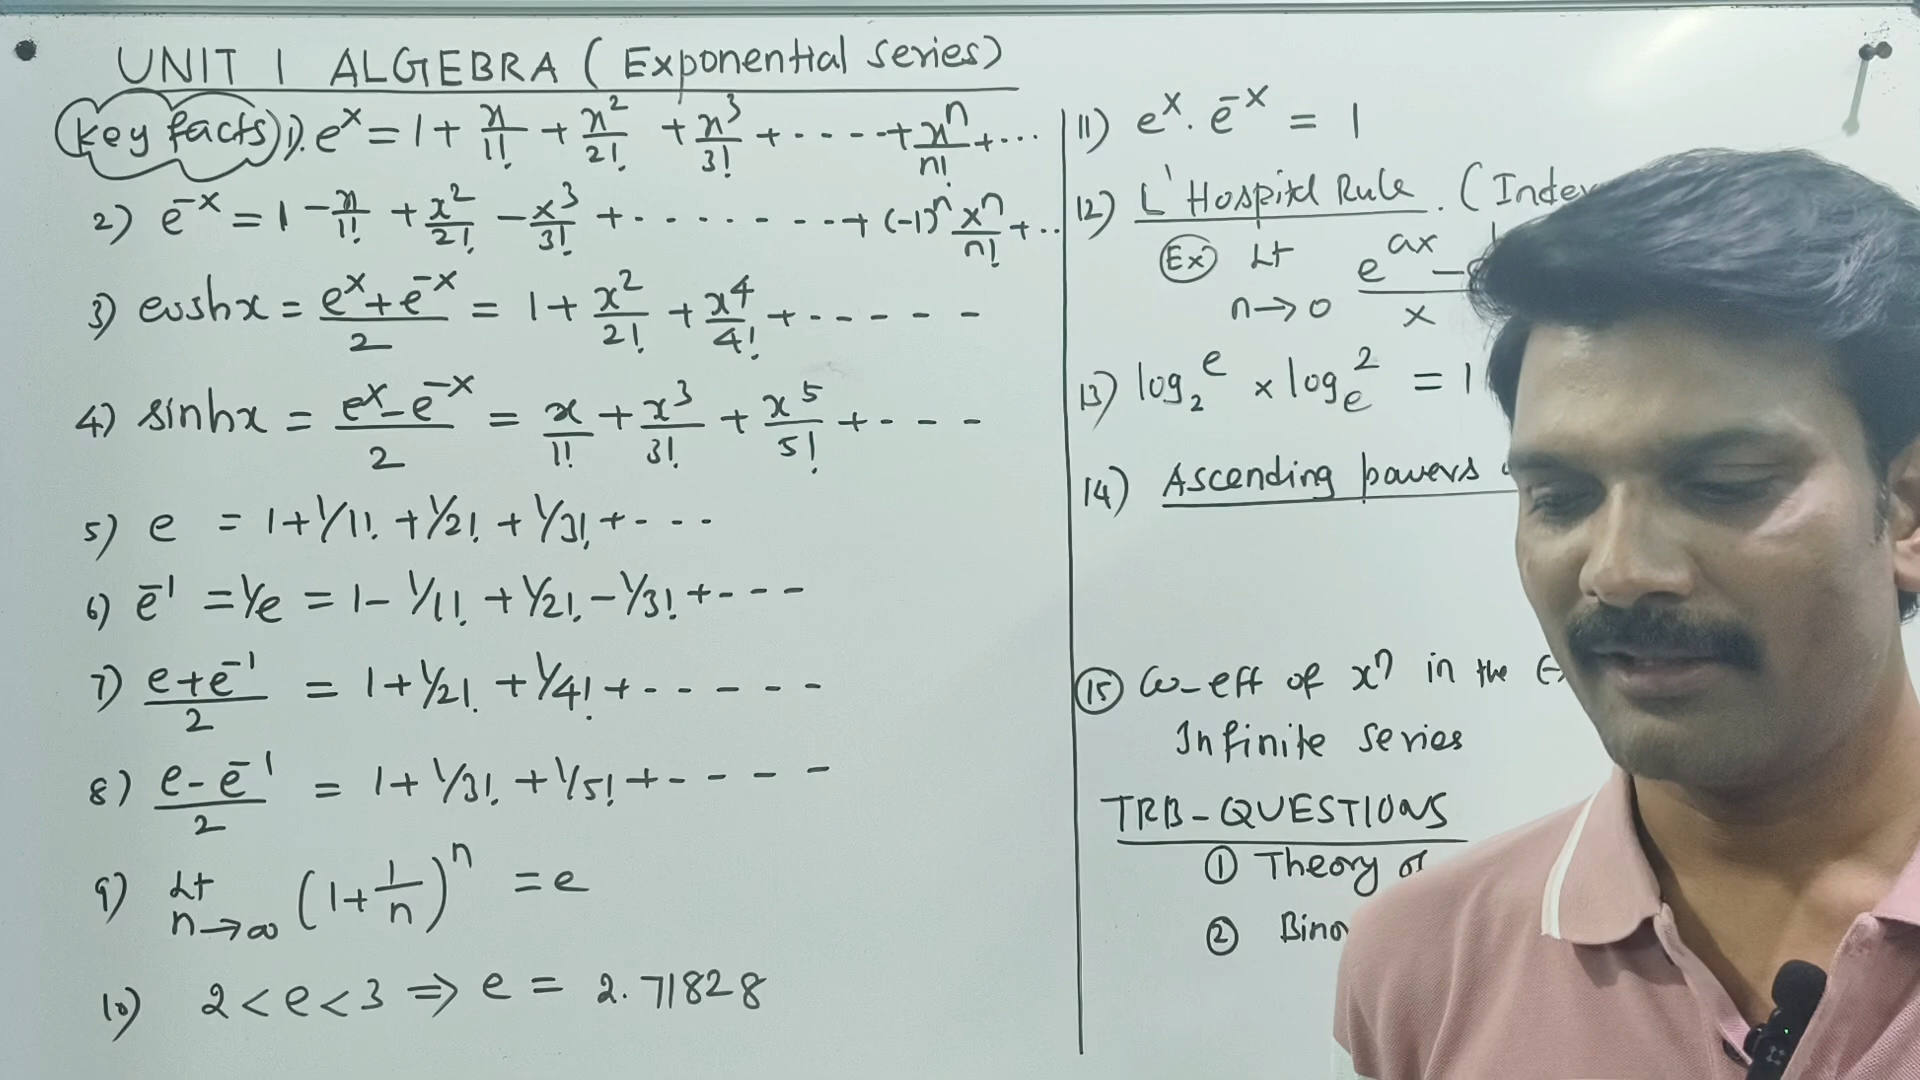 UNIT 1 ALGEBRA (Exponential series)
Key facts 1). e^x = 1 + x/1! + x^2/2! + x^3/3! + ----- + x^n/n! + ...
2) e^-x = 1 - x/1! + x^2/2! - x^3/3! + -------- + (-1)^n x^n/n! + ..
3) coshx = (e^x + e^-x)/2 = 1 + x^2/2! + x^4/4! + -----
4) sinhx = (e^x - e^-x)/2 = x/1! + x^3/3! + x^5/5! + ---
5) e = 1 + 1/1! + 1/2! + 1/3! + ---
6) e^-1 = 1/e = 1 - 1/1! + 1/2! - 1/3! + ---
7) (e + e^-1)/2 = 1 + 1/2! + 1/4! + -----
8) (e - e^-1)/2 = 1 + 1/3! + 1/5! + ----
9) Lt n→∞ (1 + 1/n)^n = e
10) 2 < e < 3 ⇒ e = 2.71828
11) e^x . e^-x = 1
12) L'Hospital Rule. (Inde
Ex Lt n→0 e^ax - / x
13) log_2 e × log_e 2 = 1
14) Ascending powers
15 Co-eff of x^n in the
Infinite series
TRB - QUESTIONS
1 Theory of
2 Bino